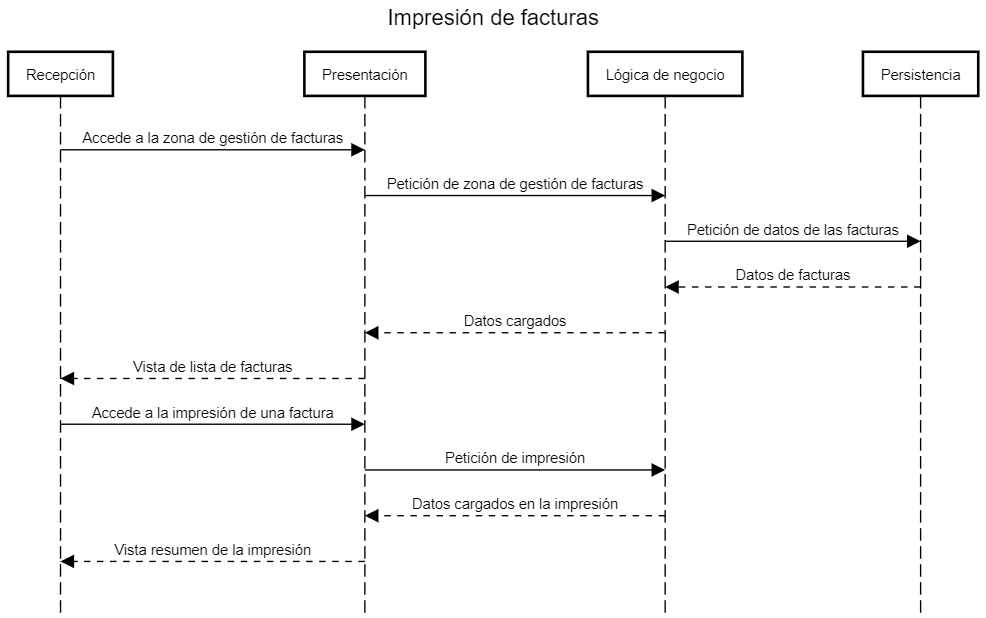 Impresión de facturas
Recepción
Presentación
Lógica de negocio
Persistencia
Accede a la zona de gestión de facturas
Petición de zona de gestión de facturas
Petición de datos de las facturas
Datos de facturas
Datos cargados
Vista de lista de facturas
Accede a la impresión de una factura
Petición de impresión
Datos cargados en la impresión
Vista resumen de la impresión